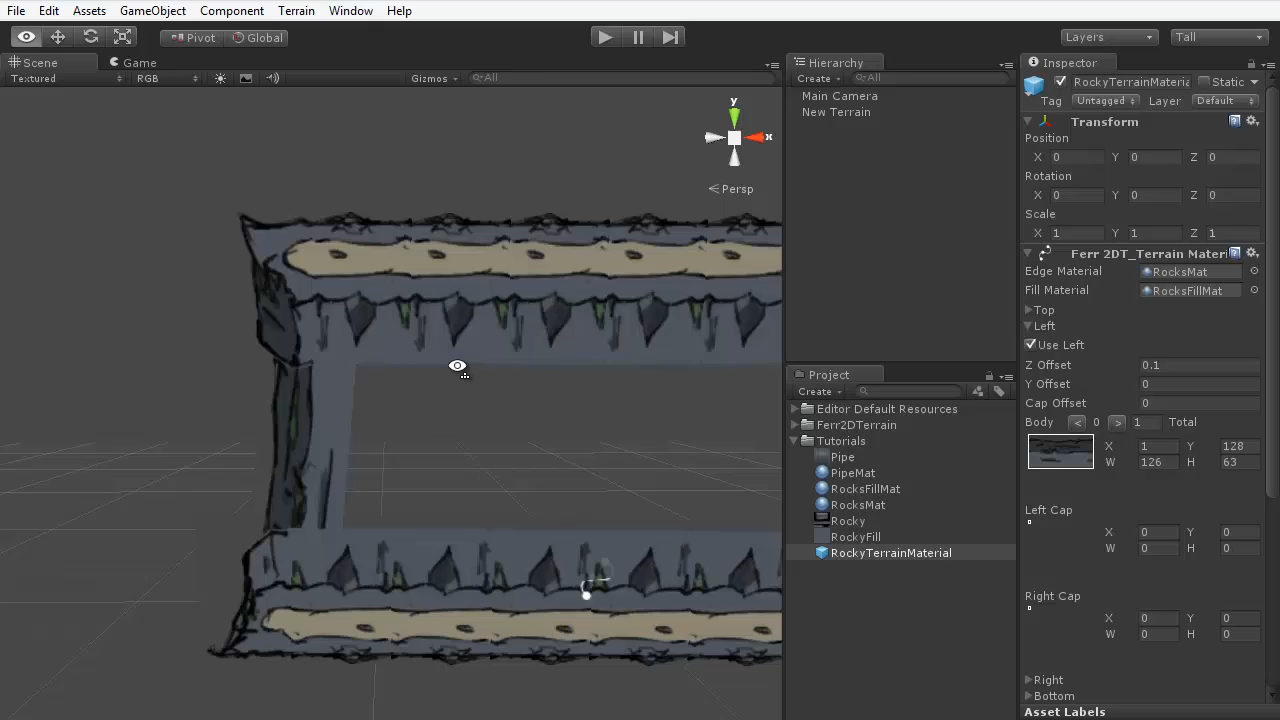 File Edit Assets GameObject Component Terrain Window Help
Pivot Global Layers Tall
Scene Game Hierarchy Inspector
Textured RGB Gizmos All Create All RocksTerrainMateria Static
Main Camera Tag Untagged Layer Default
New Terrain Transform
y Position
x X 0 Y 0 Z 0
Persp Rotation
X 0 Y 0 Z 0
Scale
X 1 Y 1 Z 1
Ferr 2DT_Terrain Materi
Edge Material RocksMat
Fill Material RocksFillMat
Top
Left
Use Left
Z Offset 0.1
Project Y Offset 0
Create Cap Offset 0
Editor Default Resources Body < 0 > 1 Total
Ferr2DTerrain
Tutorials X 1 Y 128
Pipe W 126 H 63
PipeMat
RocksFillMat
RocksMat Left Cap
Rocky
RockyFill X 0 Y 0
RockyTerrainMaterial W 0 H 0
Right Cap
X 0 Y 0
W 0 H 0
Right
Bottom
Asset Labels